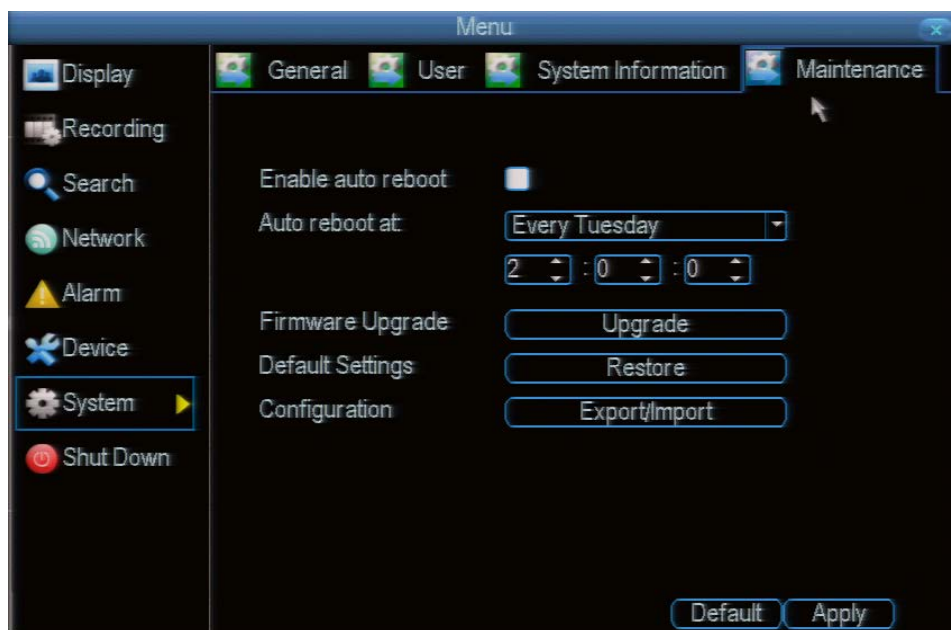 Menu
Display
Recording
Search
Network
Alarm
Device
System
Shut Down
General User System Information Maintenance
Enable auto reboot
Auto reboot at: Every Tuesday
2 : 0 : 0
Firmware Upgrade Upgrade
Default Settings Restore
Configuration Export/Import
Default Apply